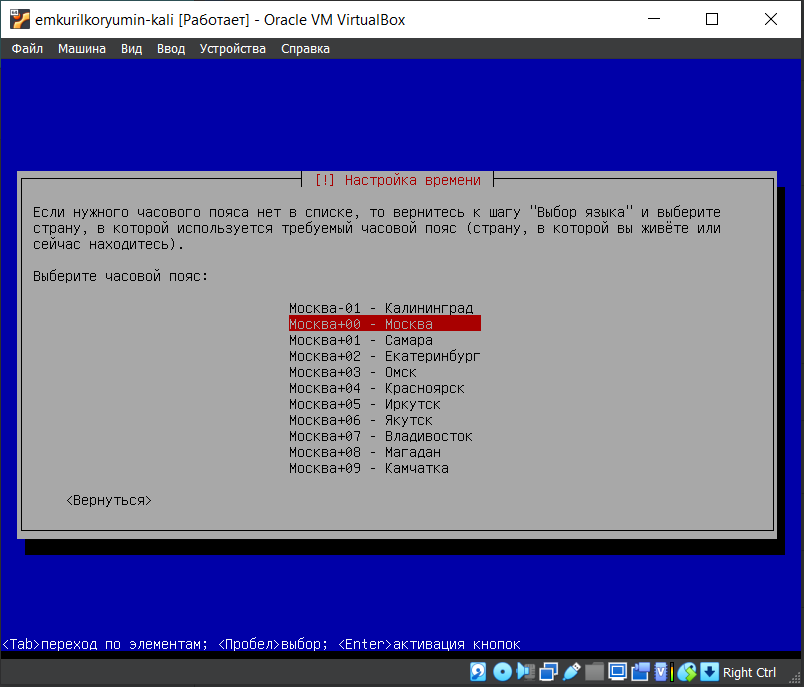 emkurilkoryumin-kali [Работает] - Oracle VM VirtualBox
Файл Машина Вид Ввод Устройства Справка
[!] Настройка времени
Если нужного часового пояса нет в списке, то вернитесь к шагу "Выбор языка" и выберите
страну, в которой используется требуемый часовой пояс (страну, в которой вы живёте или
сейчас находитесь).
Выберите часовой пояс:
Москва-01 - Калининград
Москва+00 - Москва
Москва+01 - Самара
Москва+02 - Екатеринбург
Москва+03 - Омск
Москва+04 - Красноярск
Москва+05 - Иркутск
Москва+06 - Якутск
Москва+07 - Владивосток
Москва+08 - Магадан
Москва+09 - Камчатка
<Вернуться>
<Tab>переход по элементам; <Пробел>выбор; <Enter>активация кнопок
Right Ctrl